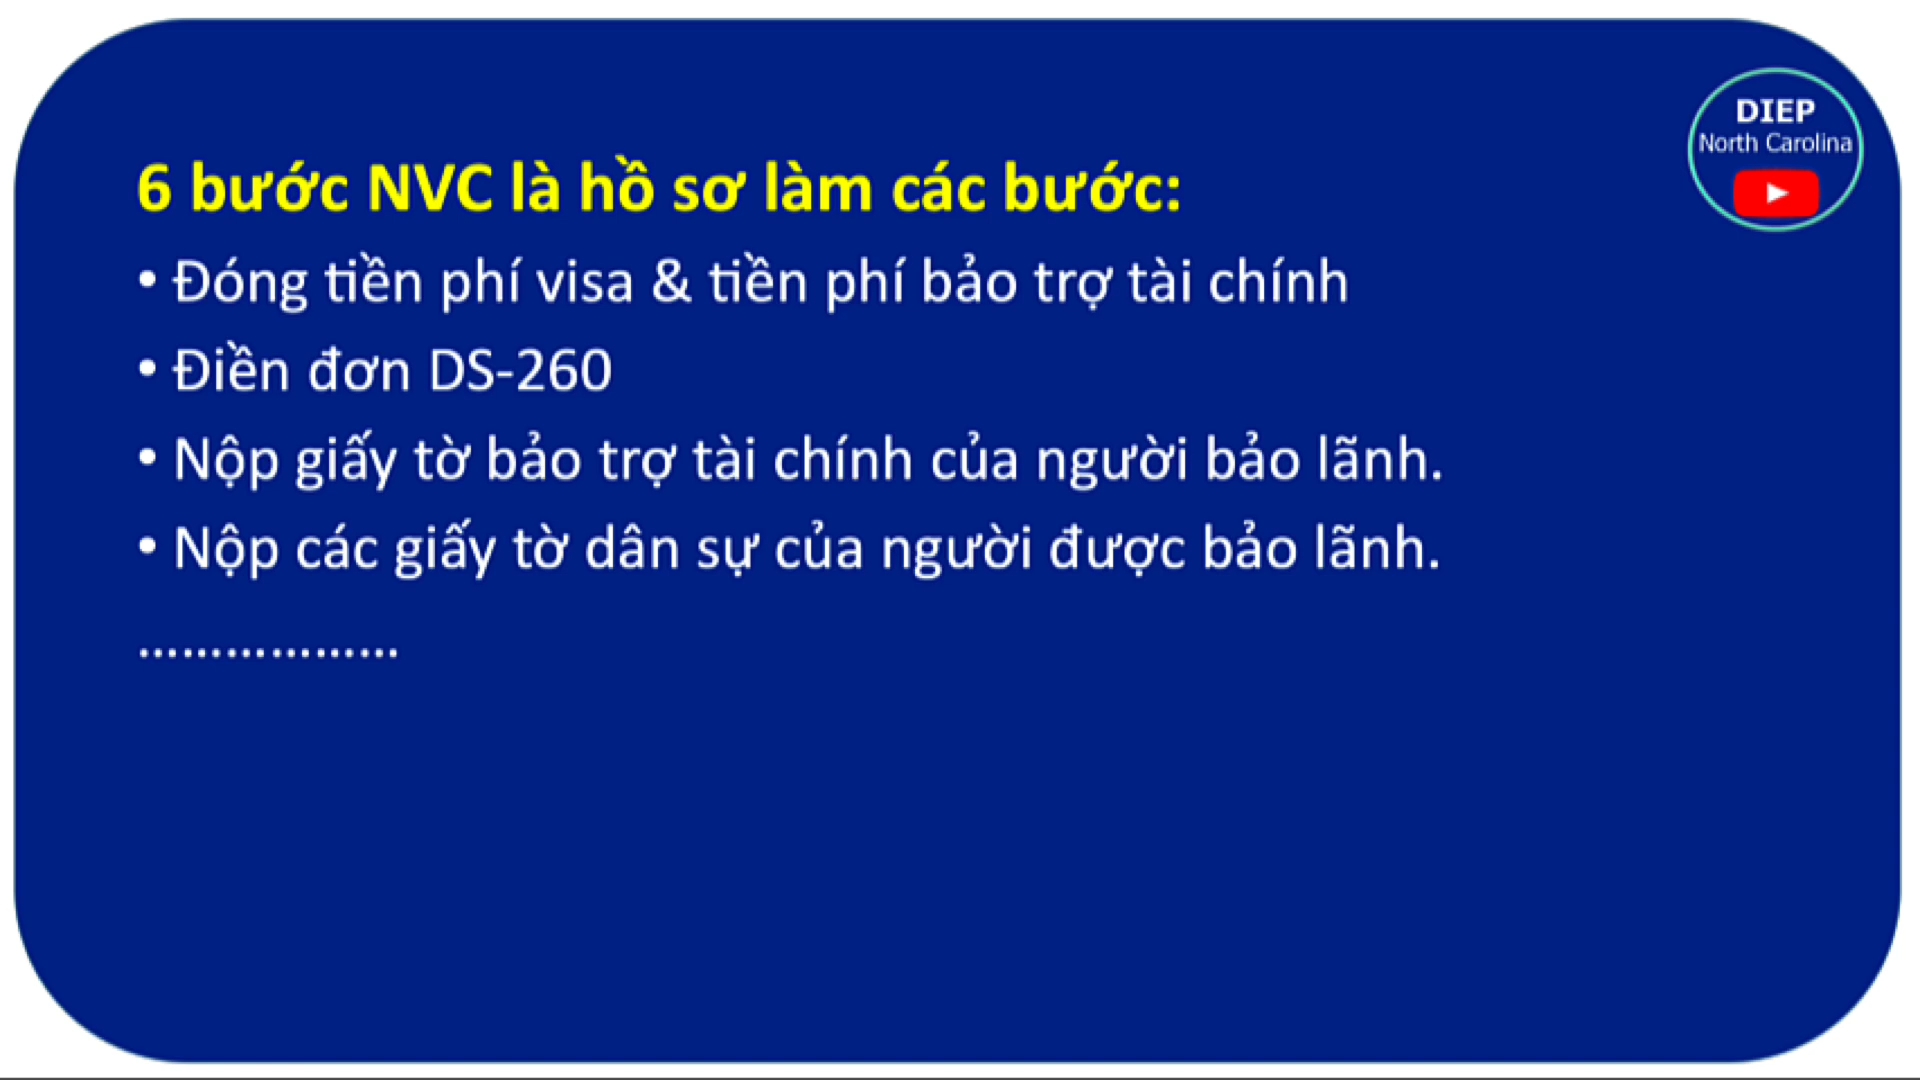 DIEP
North Carolina
6 bước NVC là hồ sơ làm các bước:
• Đóng tiền phí visa & tiền phí bảo trợ tài chính
• Điền đơn DS-260
• Nộp giấy tờ bảo trợ tài chính của người bảo lãnh.
• Nộp các giấy tờ dân sự của người được bảo lãnh.
..................